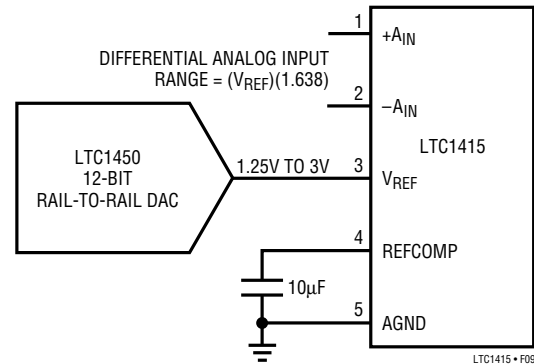 1
+AIN
DIFFERENTIAL ANALOG INPUT
RANGE = (VREF)(1.638)
2
−AIN
LTC1450
12-BIT
RAIL-TO-RAIL DAC
1.25V TO 3V
3
VREF
LTC1415
4
REFCOMP
10µF
5
AGND
LTC1415 • F09